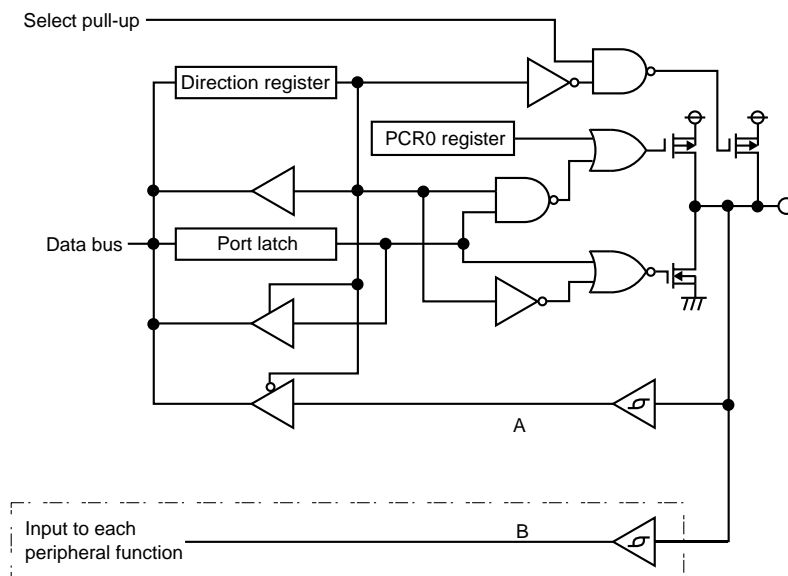 Select pull-up
Direction register
PCR0 register
Data bus
Port latch
A
Input to each
peripheral function
B